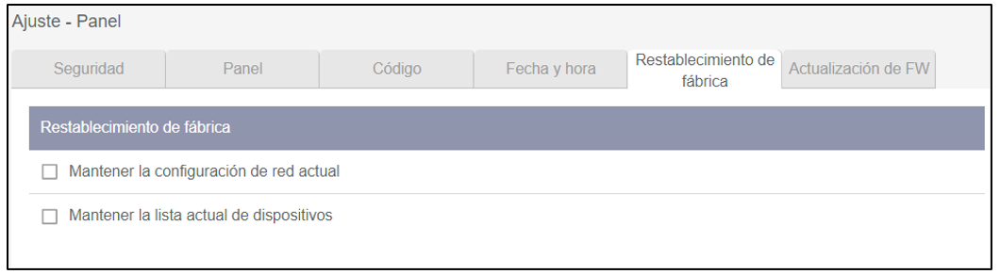 Ajuste - Panel
Seguridad
Panel
Código
Fecha y hora
Restablecimiento de
fábrica
Actualización de FW
Restablecimiento de fábrica
Mantener la configuración de red actual
Mantener la lista actual de dispositivos